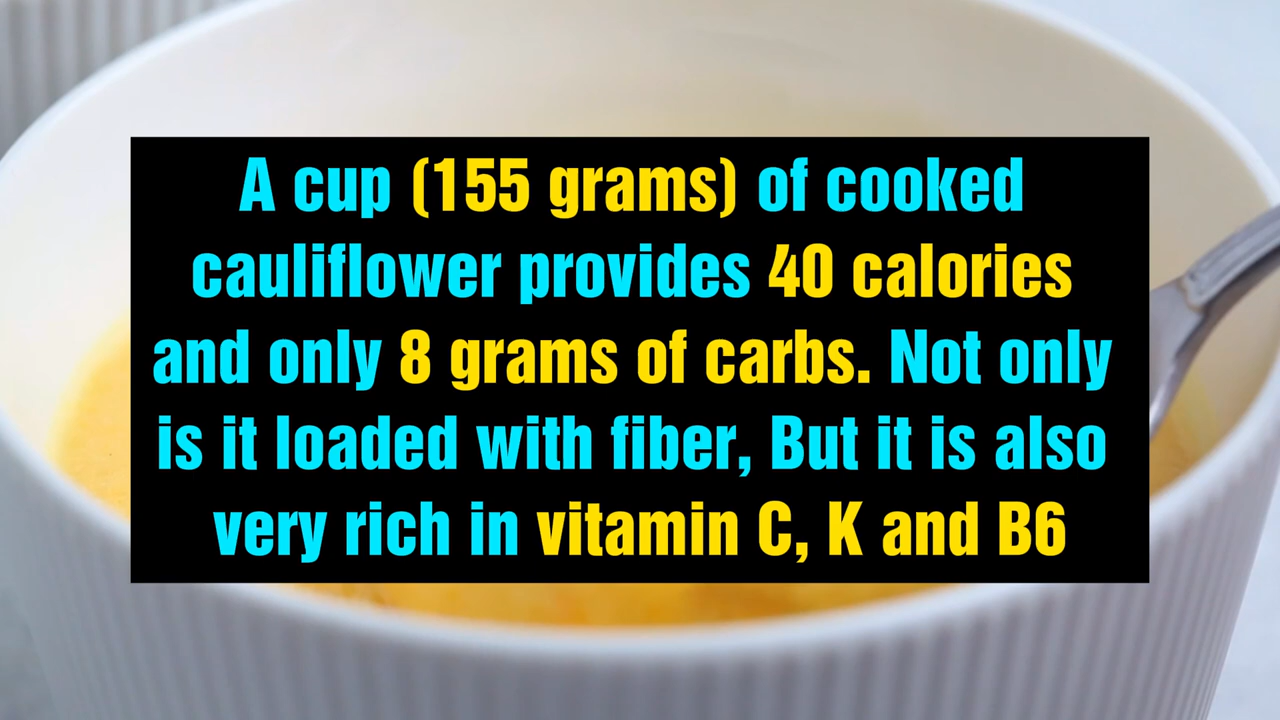 A cup (155 grams) of cooked
cauliflower provides 40 calories
and only 8 grams of carbs. Not only
is it loaded with fiber, But it is also
very rich in vitamin C, K and B6